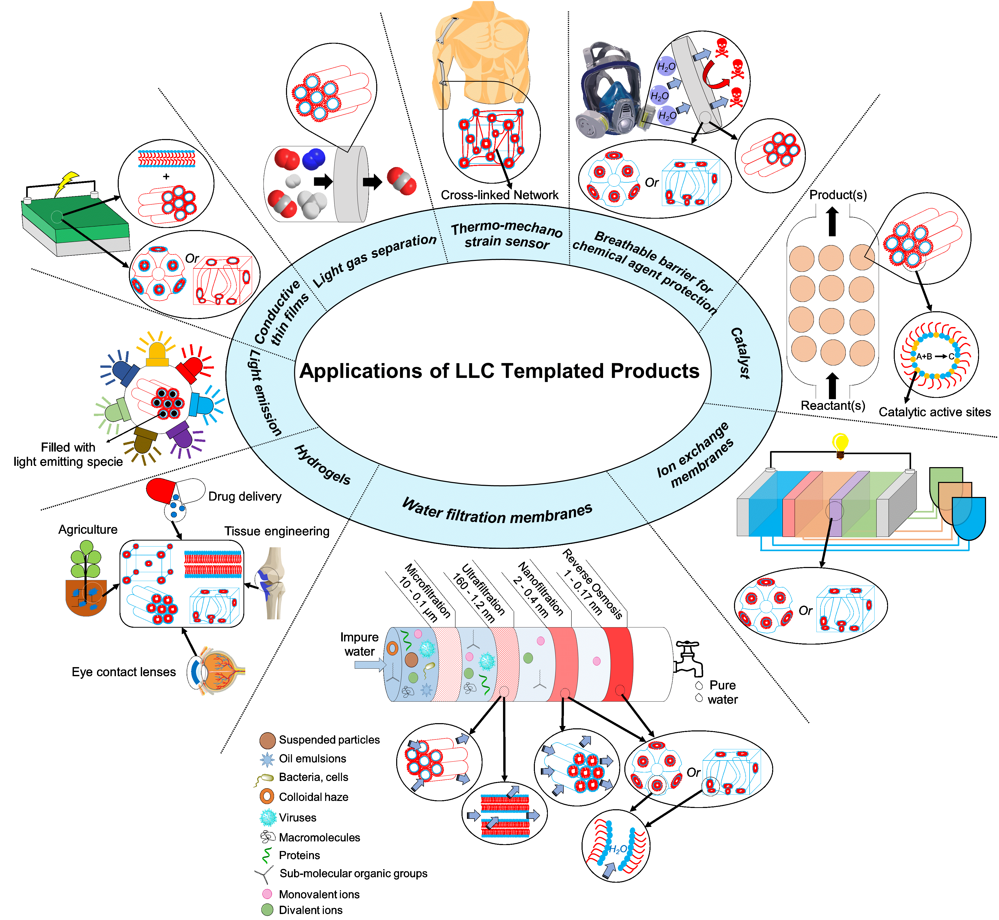 Applications of LLC Templated Products
Thermo-mechano
strain sensor
Breathable barrier for
chemical agent protection
Catalyst
Ion exchange
membranes
Water filtration membranes
Hydrogels
Light emission
Conductive
thin films
Light gas separation
Cross-linked Network
H2O
H2O
H2O
Or
Product(s)
Reactant(s)
A+B
C
Catalytic active sites
Or
+
Or
Filled with
light emitting specie
Drug delivery
Agriculture
Tissue engineering
Eye contact lenses
Microfiltration
10 - 0.1 μm
Ultrafiltration
160 - 1.2 nm
Nanofiltration
2 - 0.4 nm
Reverse Osmosis
1 - 0.17 nm
Impure
water
Pure
water
Or
H2O
Suspended particles
Oil emulsions
Bacteria, cells
Colloidal haze
Viruses
Macromolecules
Proteins
Sub-molecular organic groups
Monovalent ions
Divalent ions